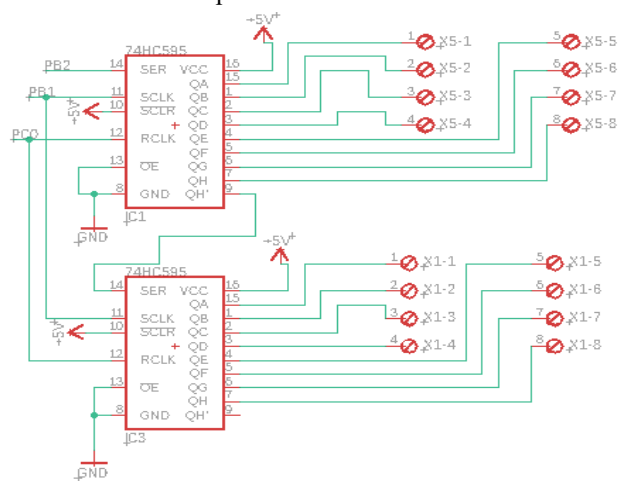 +5V
74HC595
PB2 14 SER VCC 16
QA 15
PB1 11 SCLK QB 1
+5V 10 SCLR QC 2
QD 3
PC0 12 RCLK QE 4
QF 5
13 OE QG 6
QH 7
8 GND QH' 9
IC1
GND
1 X5-1
2 X5-2
3 X5-3
4 X5-4
5 X5-5
6 X5-6
7 X5-7
8 X5-8
+5V
74HC595
14 SER VCC 16
QA 15
11 SCLK QB 1
+5V 10 SCLR QC 2
QD 3
12 RCLK QE 4
QF 5
13 OE QG 6
QH 7
8 GND QH' 9
IC3
GND
1 X1-1
2 X1-2
3 X1-3
4 X1-4
5 X1-5
6 X1-6
7 X1-7
8 X1-8